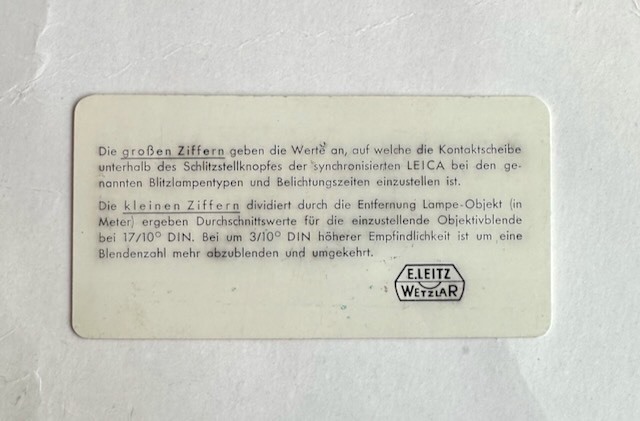 Die großen Ziffern geben die Werte an, auf welche die Kontaktscheibe
unterhalb des Schlitzstellknopfes der synchronisierten LEICA bei den ge-
nannten Blitzlampentypen und Belichtungszeiten einzustellen ist.
Die kleinen Ziffern dividiert durch die Entfernung Lampe-Objekt (in
Meter) ergeben Durchschnittswerte für die einzustellende Objektivblende
bei 17/10° DIN. Bei um 3/10° DIN höherer Empfindlichkeit ist um eine
Blendenzahl mehr abzublenden und umgekehrt.
E.LEITZ
WETZLAR